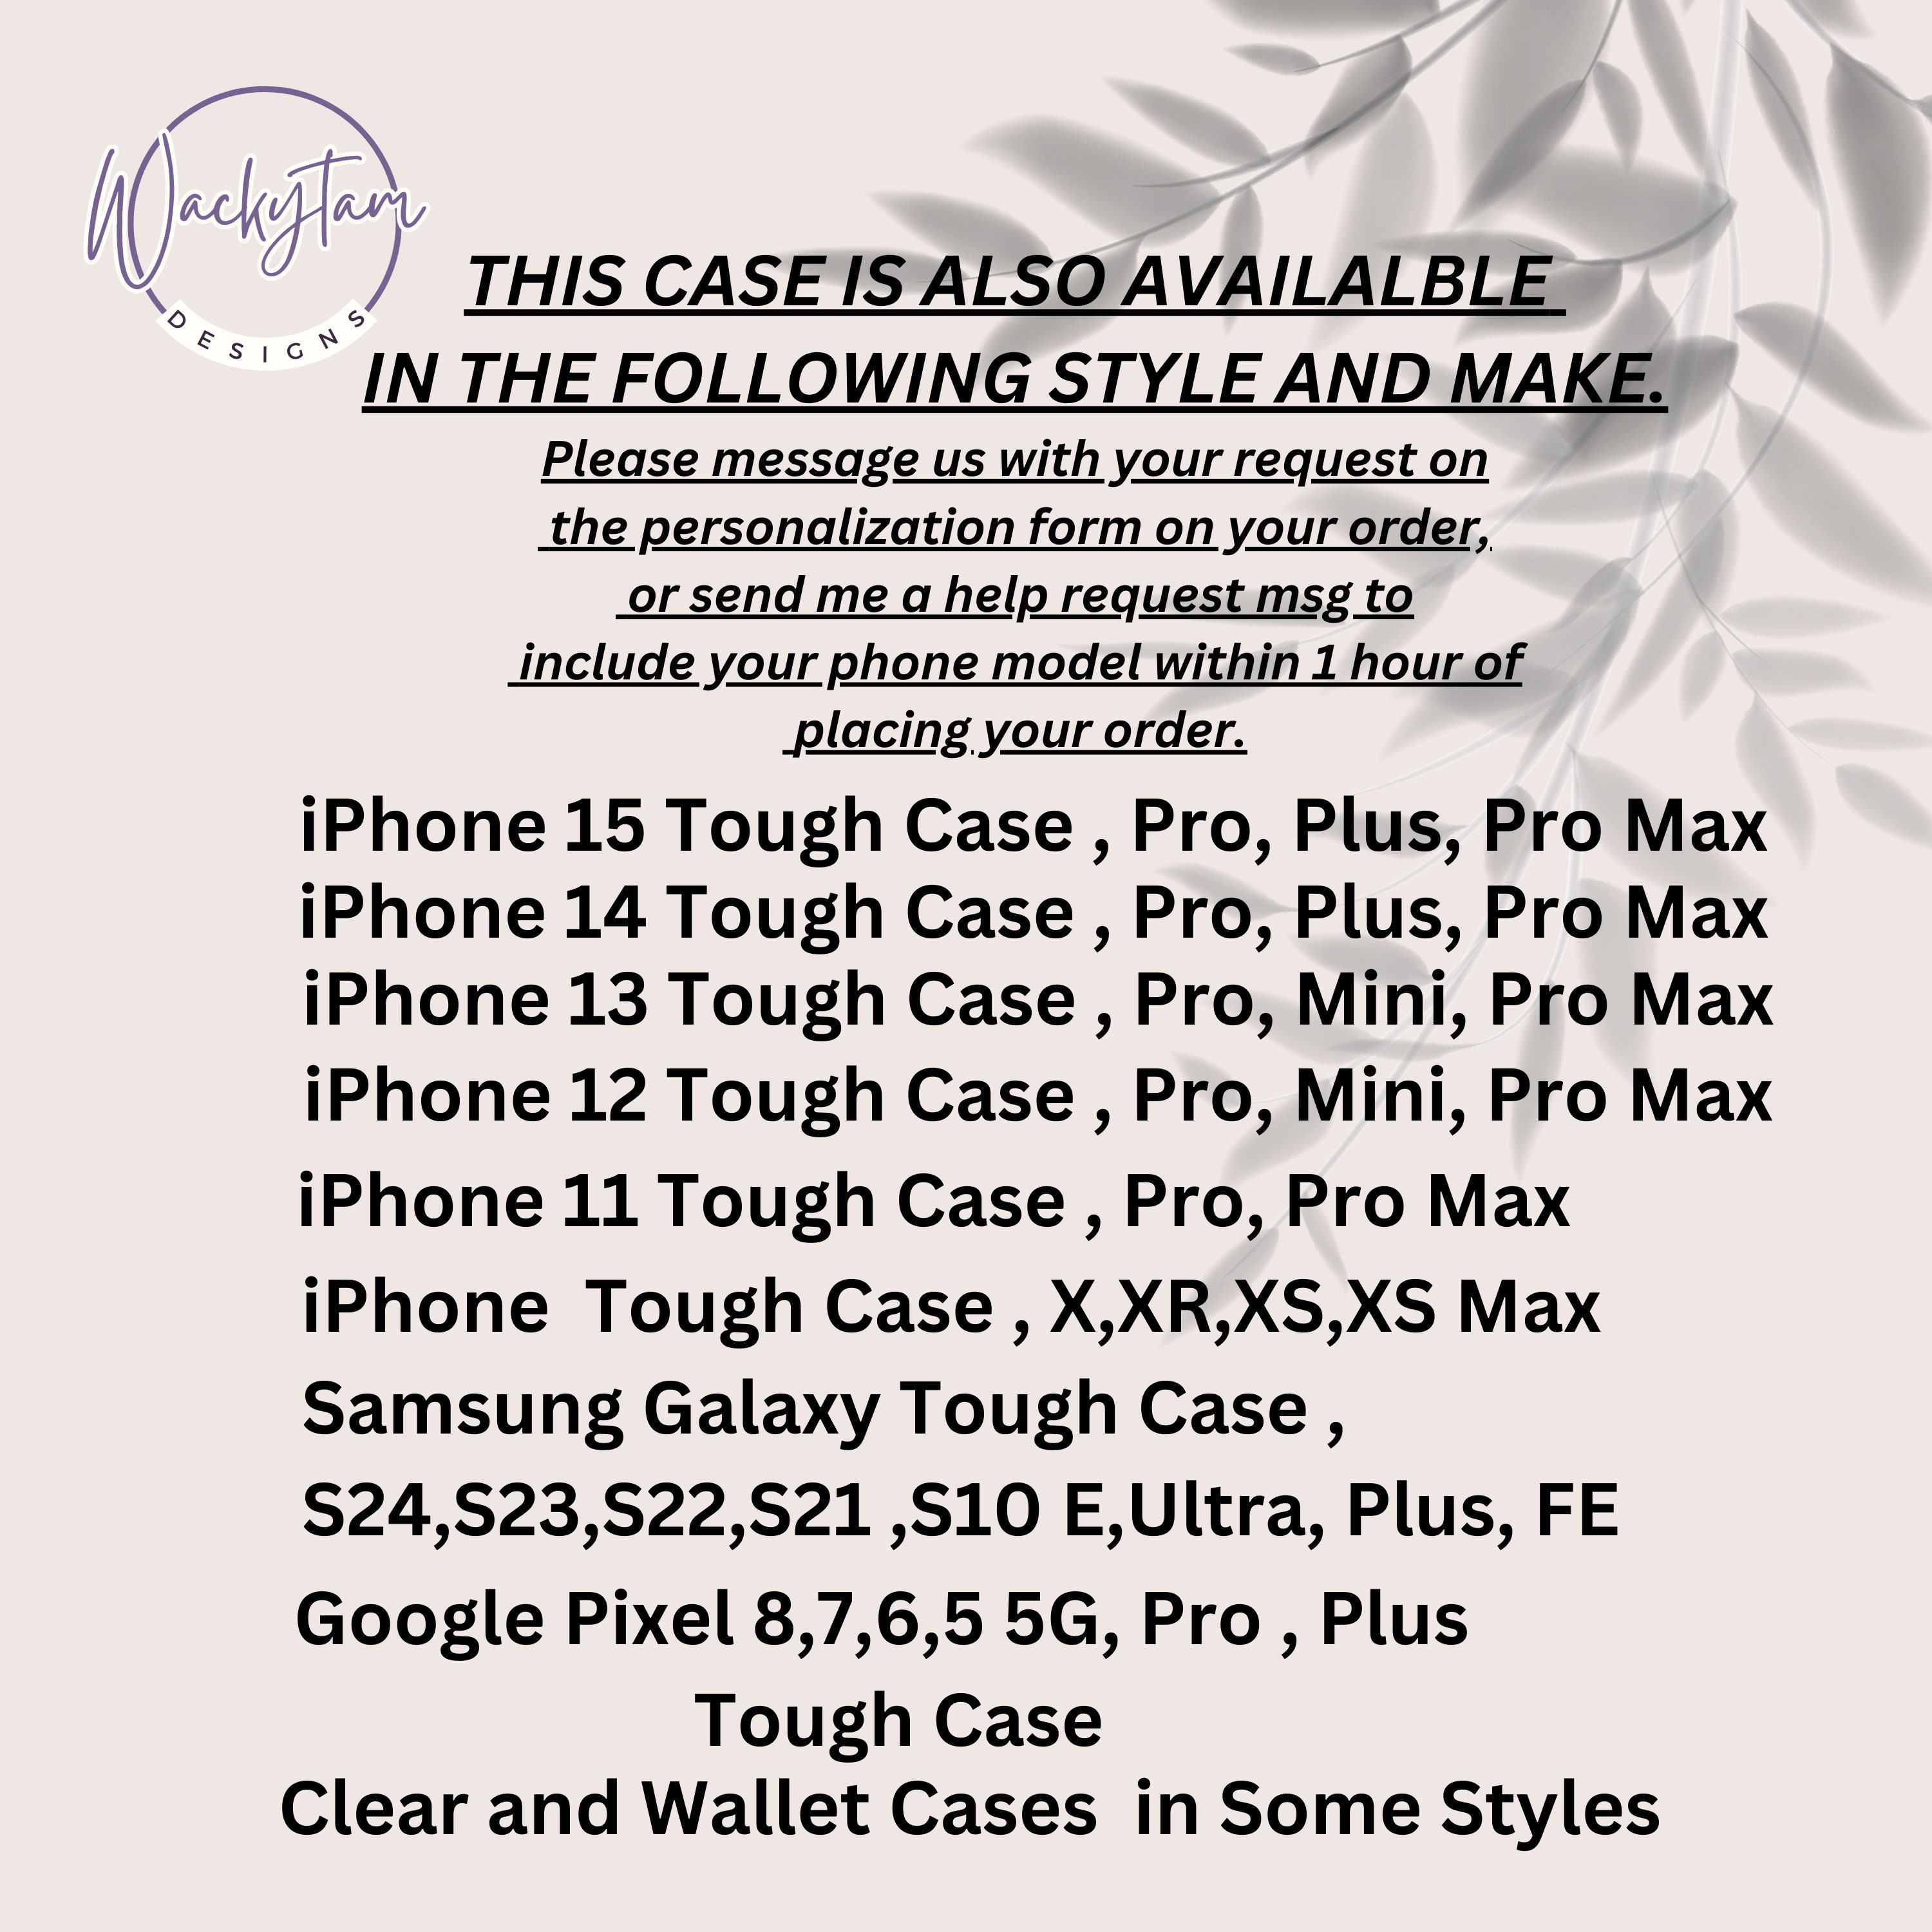 WackyTam
DESIGNS
THIS CASE IS ALSO AVAILALBLE
IN THE FOLLOWING STYLE AND MAKE.
Please message us with your request on
the personalization form on your order,
or send me a help request msg to
include your phone model within 1 hour of
placing your order.
iPhone 15 Tough Case , Pro, Plus, Pro Max
iPhone 14 Tough Case , Pro, Plus, Pro Max
iPhone 13 Tough Case , Pro, Mini, Pro Max
iPhone 12 Tough Case , Pro, Mini, Pro Max
iPhone 11 Tough Case , Pro, Pro Max
iPhone  Tough Case , X,XR,XS,XS Max
Samsung Galaxy Tough Case ,
S24,S23,S22,S21 ,S10 E,Ultra, Plus, FE
Google Pixel 8,7,6,5 5G, Pro , Plus
Tough Case
Clear and Wallet Cases  in Some Styles